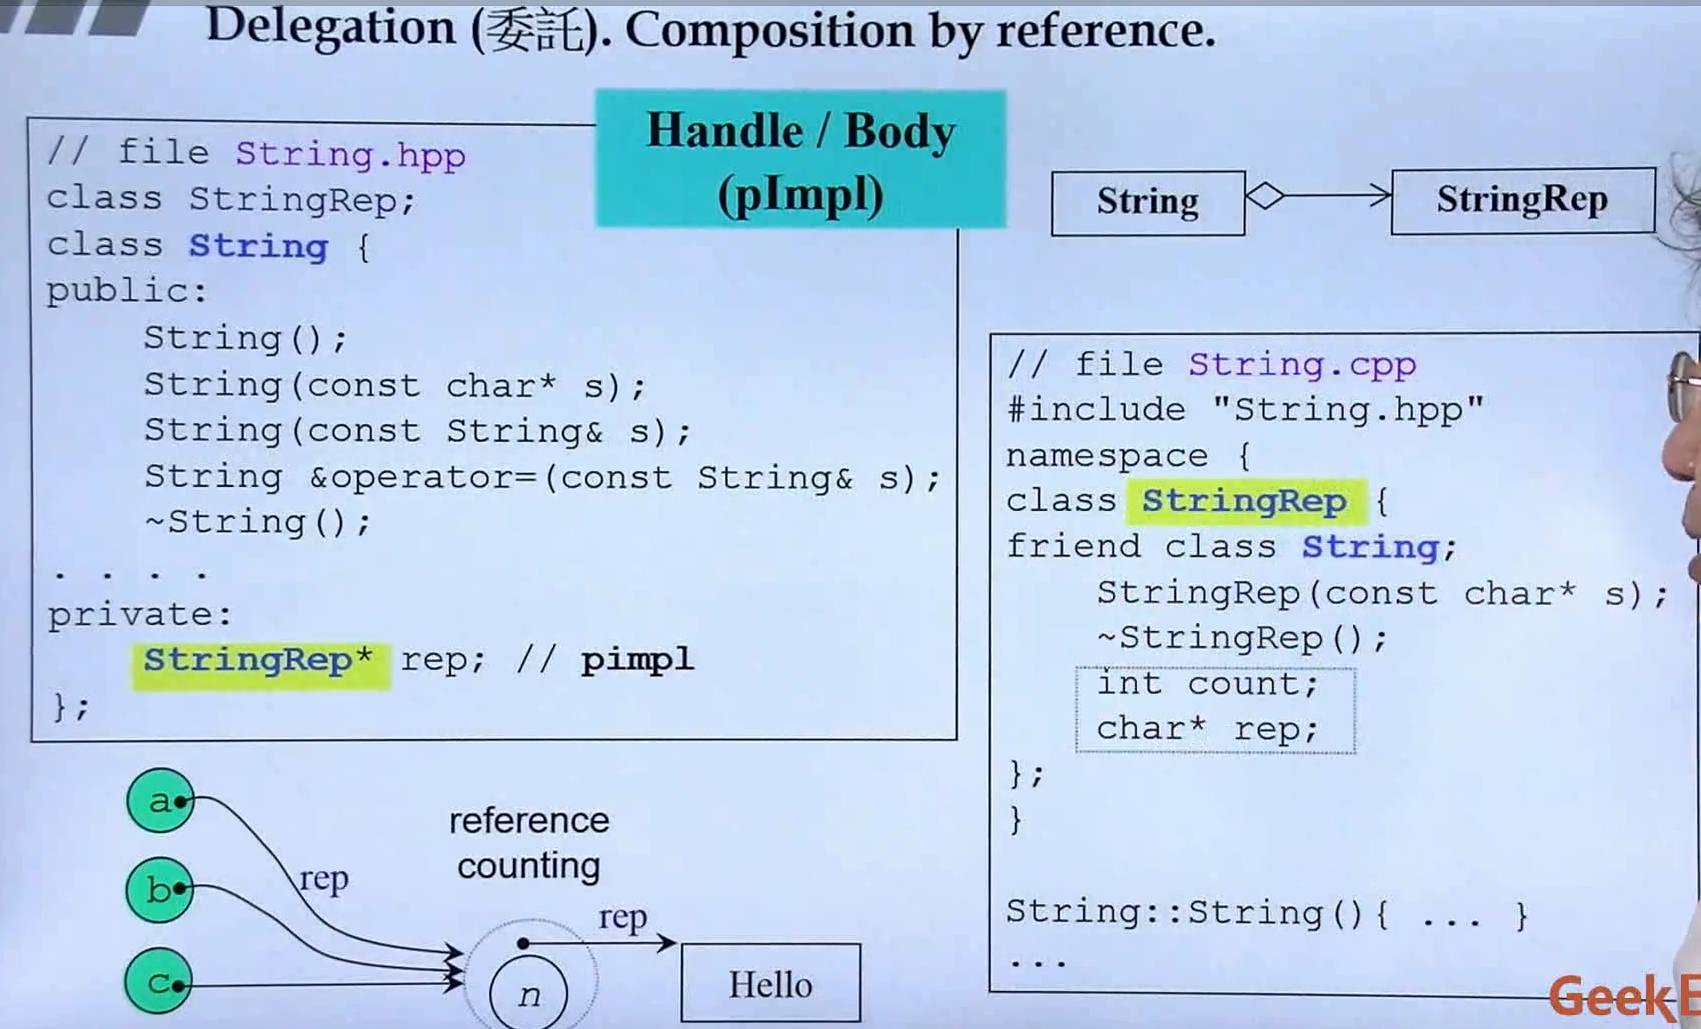 Delegation (委託). Composition by reference.
Handle / Body
(pImpl)
// file String.hpp
class StringRep;
class String {
public:
String();
String(const char* s);
String(const String& s);
String &operator=(const String& s);
~String();
. . . .
private:
StringRep* rep; // pimpl
};
String
StringRep
// file String.cpp
#include "String.hpp"
namespace {
class StringRep {
friend class String;
StringRep(const char* s);
~StringRep();
int count;
char* rep;
};
}
String::String(){ ... }
...
a
b
c
rep
reference
counting
rep
n
Hello